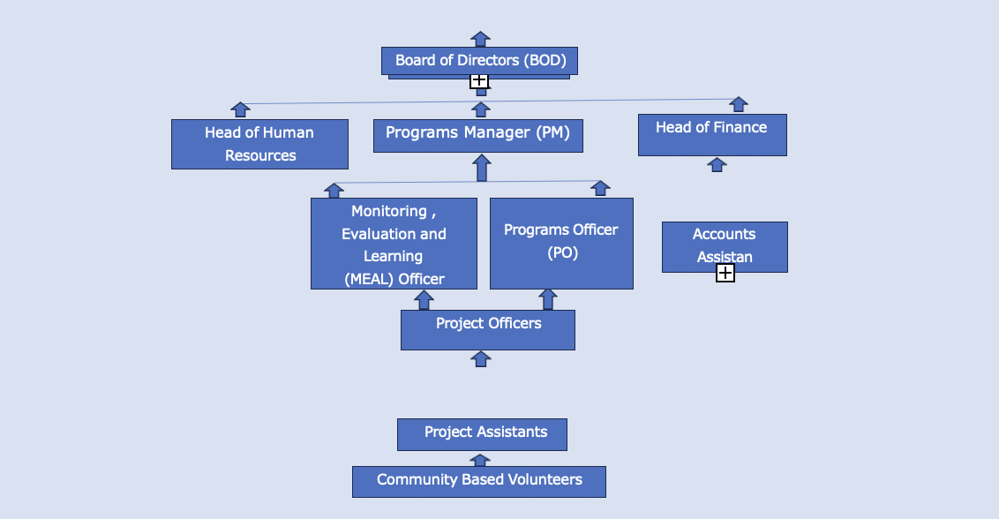 Board of Directors (BOD)
Head of Human
Resources
Programs Manager (PM)
Head of Finance
Monitoring ,
Evaluation and
Learning
(MEAL) Officer
Programs Officer
(PO)
Accounts
Assistan
Project Officers
Project Assistants
Community Based Volunteers